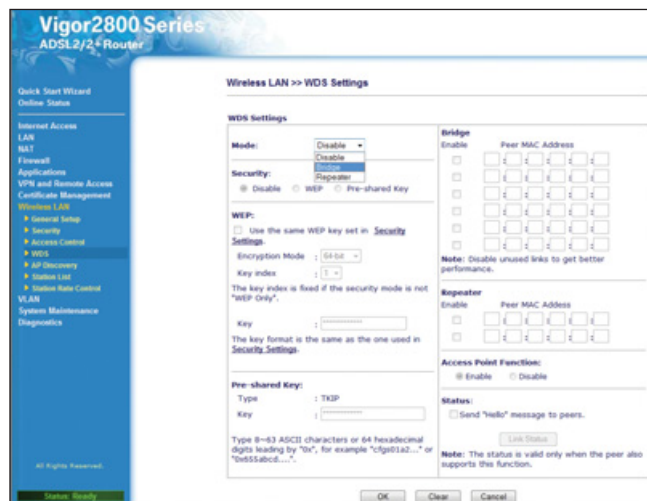 Vigor2800 Series
ADSL2/2+ Router
Quick Start Wizard
Online Status
Internet Access
LAN
NAT
Firewall
Applications
VPN and Remote Access
Certificate Management
Wireless LAN
General Setup
Security
Access Control
WDS
AP Discovery
Station List
Station Rate Control
VLAN
System Maintenance
Diagnostics
All Rights Reserved.
Status: Ready
Wireless LAN >> WDS Settings
WDS Settings
Mode: Disable
Disable
Bridge
Repeater
Security:
Disable WEP Pre-shared Key
WEP:
Use the same WEP key set in Security
Settings.
Encryption Mode : 64-bit
Key index : 1
The key index is fixed if the security mode is not
"WEP Only".
Key : *************
The key format is the same as the one used in
Security Settings.
Pre-shared Key:
Type : TKIP
Key : *************
Type 8~63 ASCII characters or 64 hexadecimal
digits leading by "0x", for example "cfgs01a2..." or
"0x655abcd....".
Bridge
Enable Peer MAC Address
: : : : :
: : : : :
: : : : :
: : : : :
: : : : :
: : : : :
Note: Disable unused links to get better
performance.
Repeater
Enable Peer MAC Addess
: : : : :
: : : : :
Access Point Function:
Enable Disable
Status:
Send "Hello" message to peers.
Link Status
Note: The status is valid only when the peer also
supports this function.
OK Clear Cancel